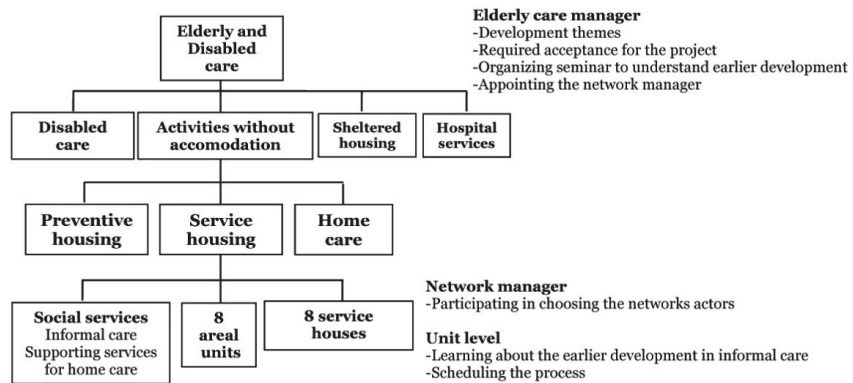 Elderly and
Disabled
care
Elderly care manager
-Development themes
-Required acceptance for the project
-Organizing seminar to understand earlier development
-Appointing the network manager
Disabled
care
Activities without
accomodation
Sheltered
housing
Hospital
services
Preventive
housing
Service
housing
Home
care
Social services
Informal care
Supporting services
for home care
8
areal
units
8 service
houses
Network manager
-Participating in choosing the networks actors
Unit level
-Learning about the earlier development in informal care
-Scheduling the process